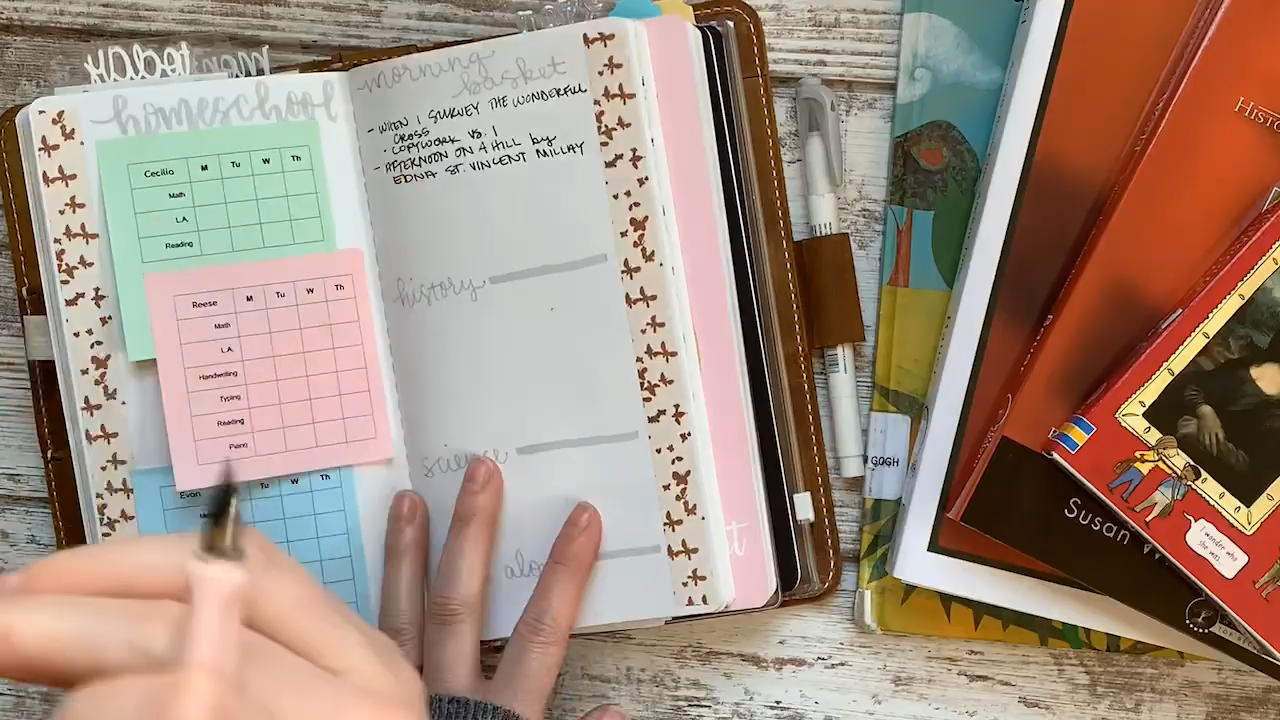 today
homeschool
Cecilia M Tu W Th
Math
L.A.
Reading
Reese M Tu W Th
Math
L.A.
Handwriting
Typing
Reading
Piano
Evan Tu W Th
morning
basket
- WHEN I SURVEY THE WONDERFUL
CROSS
• COPYWORK VS. 1
- AFTERNOON ON A HILL by
EDNA ST. VINCENT MILLAY
history
science
GOGH
Susan
I wonder who
she was...